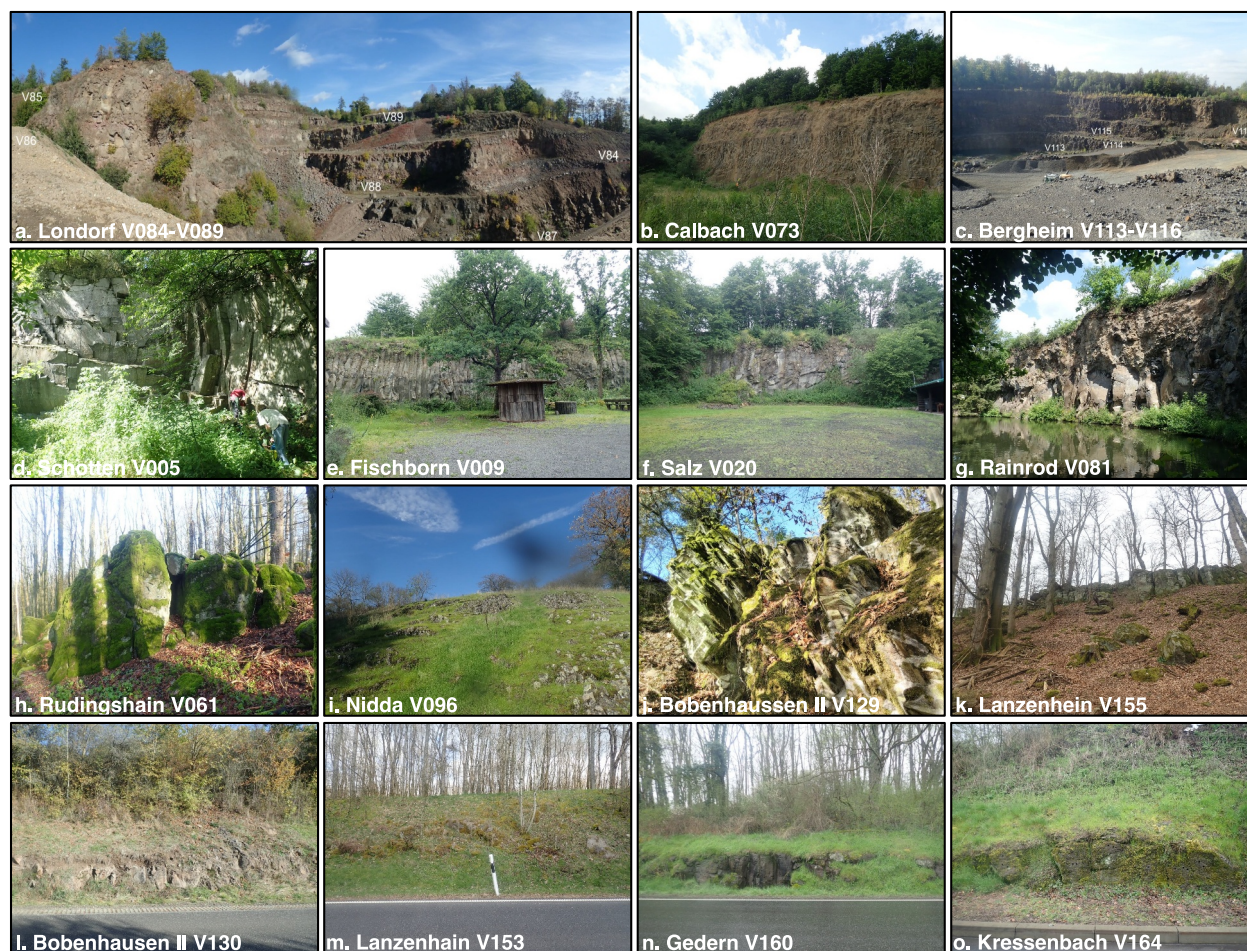 V85
V86
V89
V84
V88
V87
a. Londorf V084-V089
b. Calbach V073
V115
V113
V114
c. Bergheim V113-V116
d. Schotten V005
e. Fischborn V009
f. Salz V020
g. Rainrod V081
h. Rudingshain V061
i. Nidda V096
j. Bobenhaussen II V129
k. Lanzenhein V155
l. Bobenhausen II V130
m. Lanzenhain V153
n. Gedern V160
o. Kressenbach V164